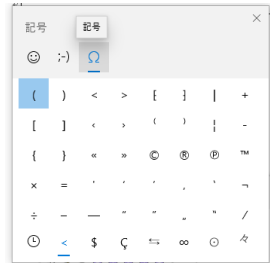 記号 記号
;-) Ω
( ) < > ⁅ ⁆ | +
[ ] ‹ › ⁽ ⁾ ¦ -
{ } « » © ® ℗ ™
× = ¬
÷ – — “ ” „ /
< $ Ç ⇆ ∞ ⊙ 々